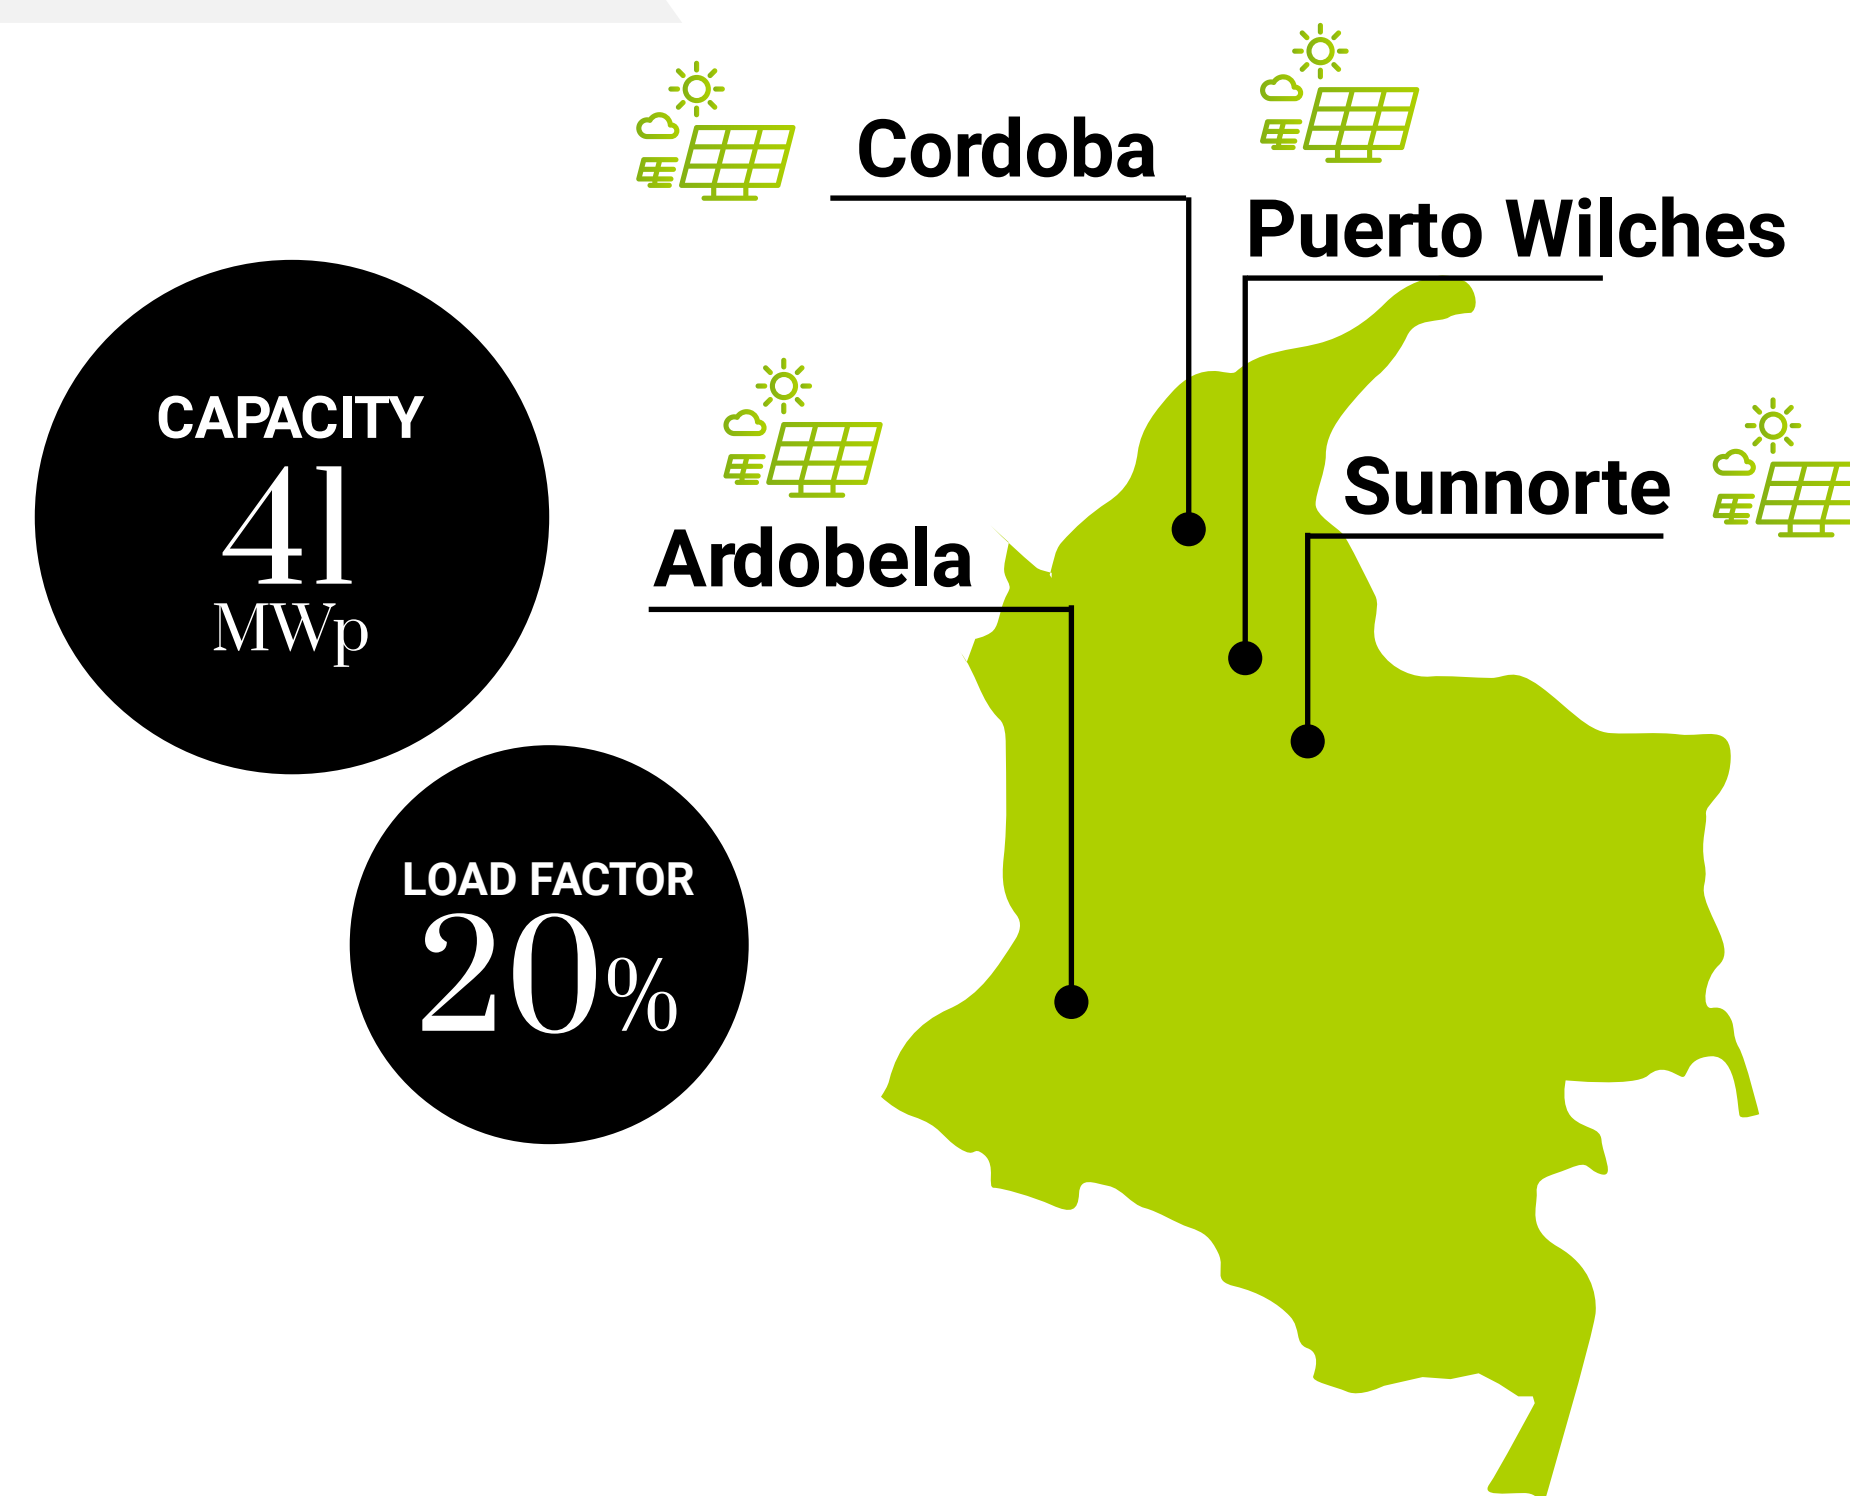 Cordoba
Puerto Wilches
CAPACITY
41
MWp
Sunnorte
Ardobela
LOAD FACTOR
20%